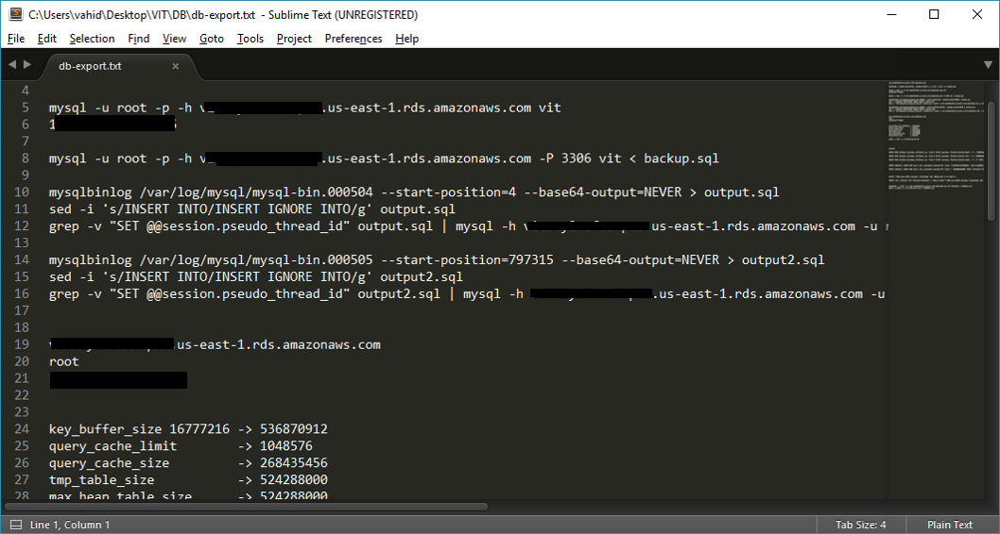 C:\Users\vahid\Desktop\VIT\DB\db-export.txt - Sublime Text (UNREGISTERED)
File Edit Selection Find View Goto Tools Project Preferences Help
db-export.txt ×
4
5 mysql -u root -p -h v .us-east-1.rds.amazonaws.com vit
6 1
7
8 mysql -u root -p -h v .us-east-1.rds.amazonaws.com -P 3306 vit < backup.sql
9
10 mysqlbinlog /var/log/mysql/mysql-bin.000504 --start-position=4 --base64-output=NEVER > output.sql
11 sed -i 's/INSERT INTO/INSERT IGNORE INTO/g' output.sql
12 grep -v "SET @@session.pseudo_thread_id" output.sql | mysql -h .us-east-1.rds.amazonaws.com -u
13
14 mysqlbinlog /var/log/mysql/mysql-bin.000505 --start-position=797315 --base64-output=NEVER > output2.sql
15 sed -i 's/INSERT INTO/INSERT IGNORE INTO/g' output2.sql
16 grep -v "SET @@session.pseudo_thread_id" output2.sql | mysql -h .us-east-1.rds.amazonaws.com -u
17
18
19 .us-east-1.rds.amazonaws.com
20 root
21
22
23
24 key_buffer_size 16777216 -> 536870912
25 query_cache_limit -> 1048576
26 query_cache_size -> 268435456
27 tmp_table_size -> 524288000
28 max_heap_table_size -> 524288000
Line 1, Column 1 Tab Size: 4 Plain Text